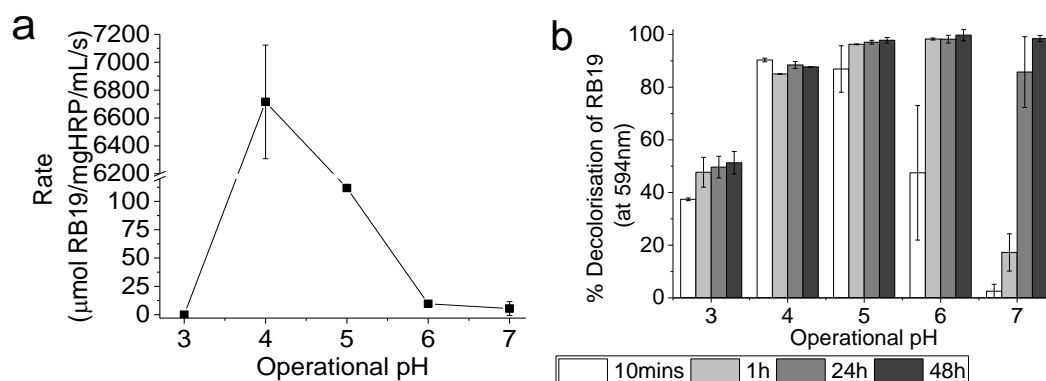 a
Rate
(μmol RB19/mgHRP/mL/s)
7200
7000
6800
6600
6400
6200
100
75
50
25
0
3 4 5 6 7
Operational pH
b
% Decolorisation of RB19
(at 594nm)
100
80
60
40
20
0
3 4 5 6 7
Operational pH
10mins 1h 24h 48h